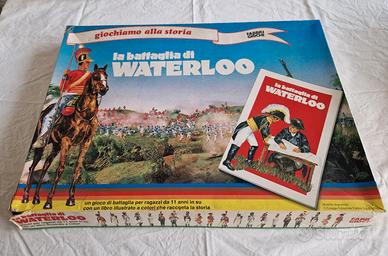 giochiamo alla storia
FABBRI
la battaglia di
WATERLOO
la battaglia di
WATERLOO
un gioco di battaglia per ragazzi da 11 anni in su
con un libro illustrato a colori che racconta la storia
la battaglia di
WATERLOO